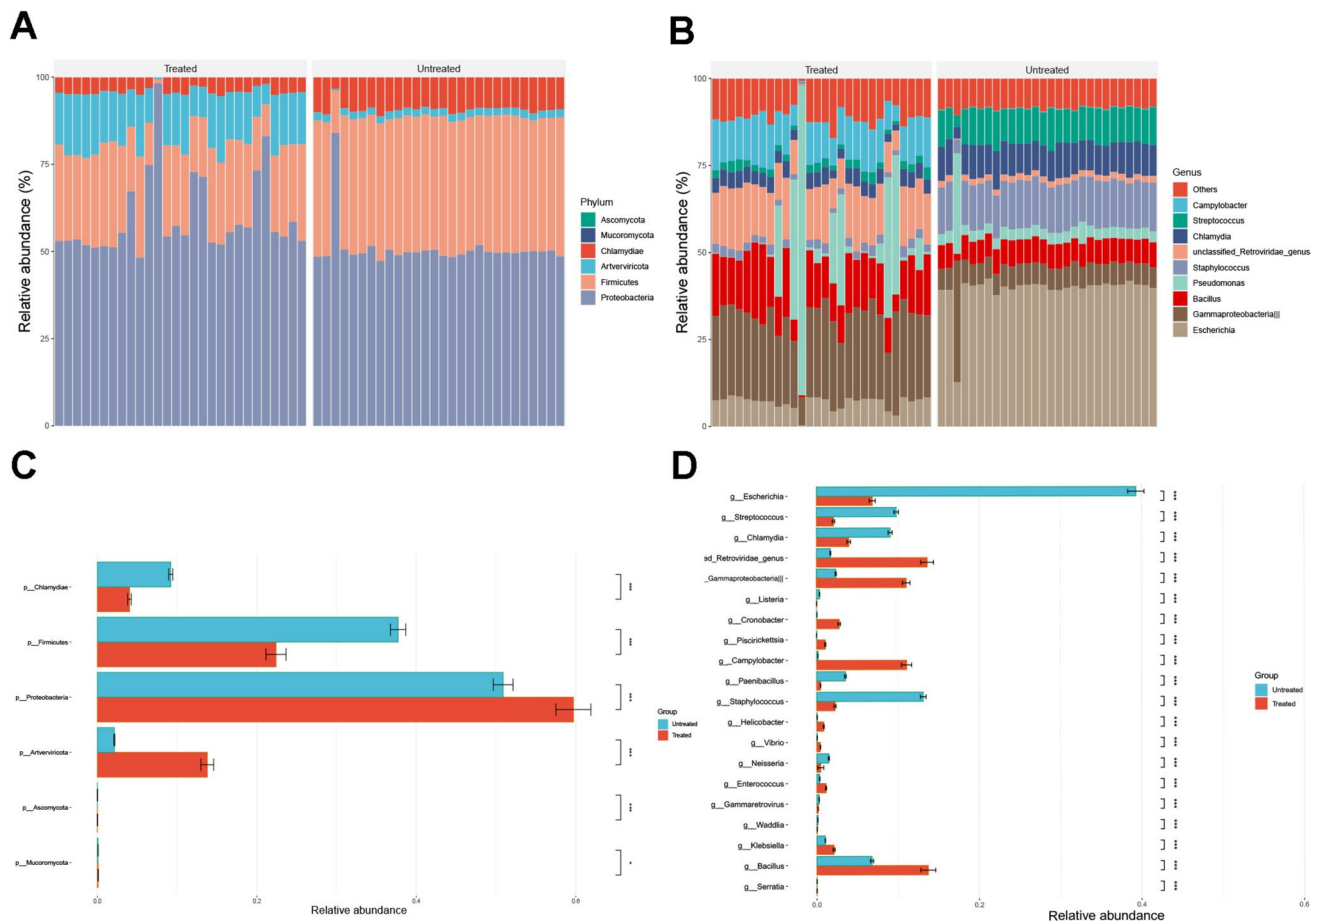 A
Treated
Untreated
Relative abundance (%)
100
75
50
25
0
Phylum
Ascomycota
Mucoromycota
Chlamydiae
Artverviricota
Firmicutes
Proteobacteria
B
Treated
Untreated
Relative abundance (%)
100
75
50
25
0
Genus
Others
Campylobacter
Streptococcus
Chlamydia
unclassified_Retroviridae_genus
Staphylococcus
Pseudomonas
Bacillus
Gammaproteobacteria|||
Escherichia
C
p__Chlamydiae
***
p__Firmicutes
***
p__Proteobacteria
***
p__Artverviricota
***
p__Ascomycota
***
p__Mucoromycota
*
0.0
0.2
0.4
0.6
Relative abundance
Group
Untreated
Treated
D
g__Escherichia
***
g__Streptococcus
***
g__Chlamydia
***
ed_Retroviridae_genus
***
_Gammaproteobacteria|||
***
g__Listeria
***
g__Cronobacter
***
g__Piscirickettsia
***
g__Campylobacter
***
g__Paenibacillus
***
g__Staphylococcus
***
g__Helicobacter
***
g__Vibrio
***
g__Neisseria
***
g__Enterococcus
***
g__Gammaretrovirus
***
g__Waddlia
***
g__Klebsiella
***
g__Bacillus
***
g__Serratia
***
0.0
0.2
0.4
0.6
Relative abundance
Group
Untreated
Treated